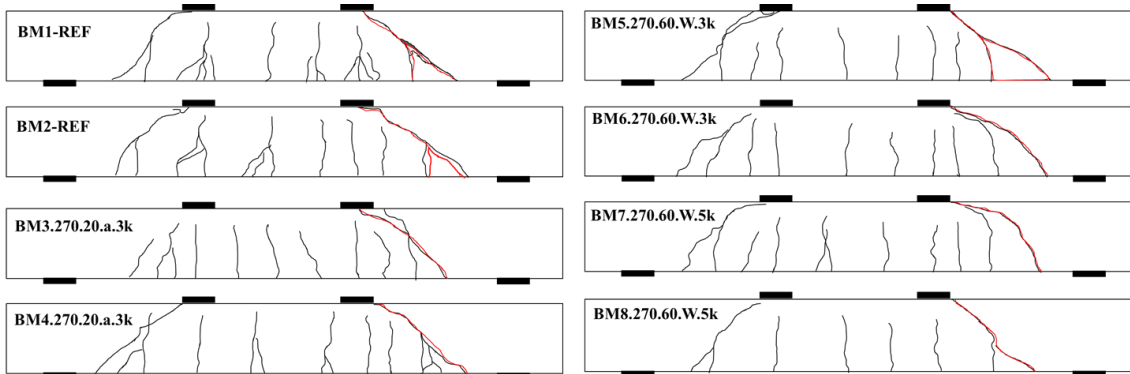 BM1-REF
BM2-REF
BM3.270.20.a.3k
BM4.270.20.a.3k
BM5.270.60.W.3k
BM6.270.60.W.3k
BM7.270.60.W.5k
BM8.270.60.W.5k